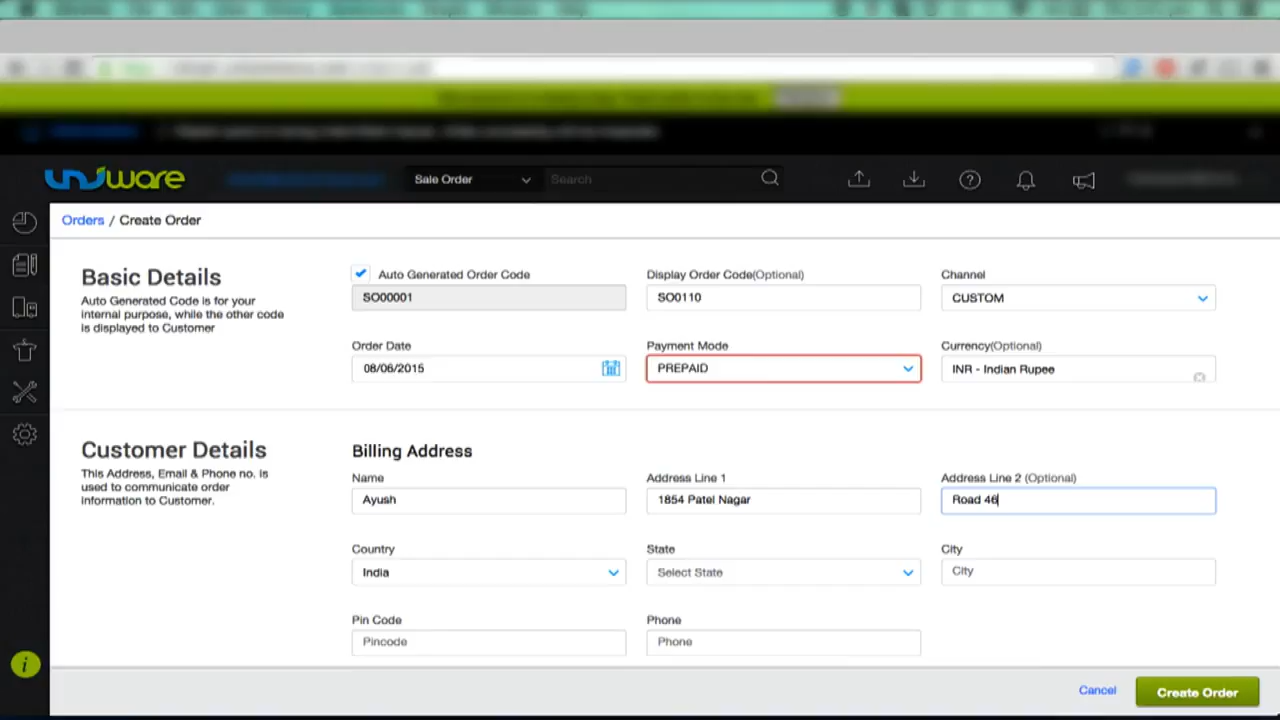 uniware
Sale Order
Search
Orders / Create Order
Basic Details
Auto Generated Code is for your
internal purpose, while the other code
is displayed to Customer
Auto Generated Order Code
SO00001
Display Order Code(Optional)
SO0110
Channel
CUSTOM
Order Date
08/06/2015
Payment Mode
PREPAID
Currency(Optional)
INR - Indian Rupee
Customer Details
This Address, Email & Phone no. is
used to communicate order
information to Customer.
Billing Address
Name
Ayush
Address Line 1
1854 Patel Nagar
Address Line 2 (Optional)
Road 46
Country
India
State
Select State
City
City
Pin Code
Pincode
Phone
Phone
i
Cancel
Create Order